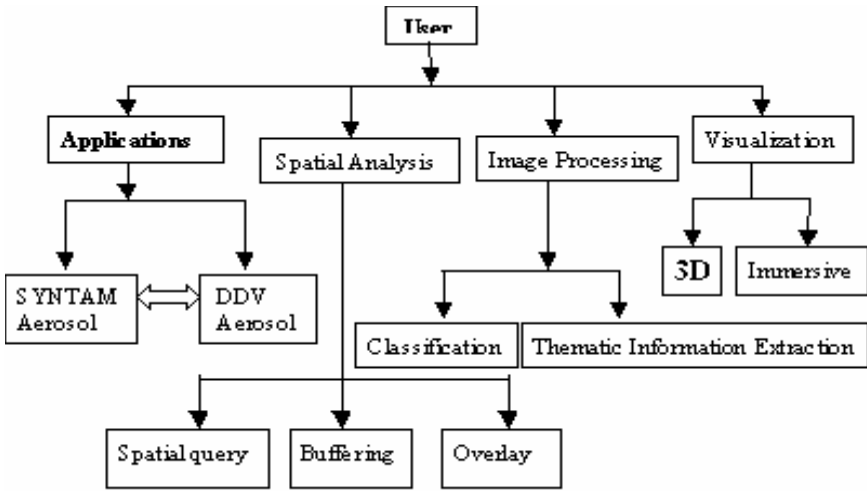 User
Applications
Spatial Analysis
Image Processing
Visualization
3D
Immersive
SYNTAM
Aerosol
DDV
Aerosol
Classification
Thematic Information Extraction
Spatial query
Buffering
Overlay